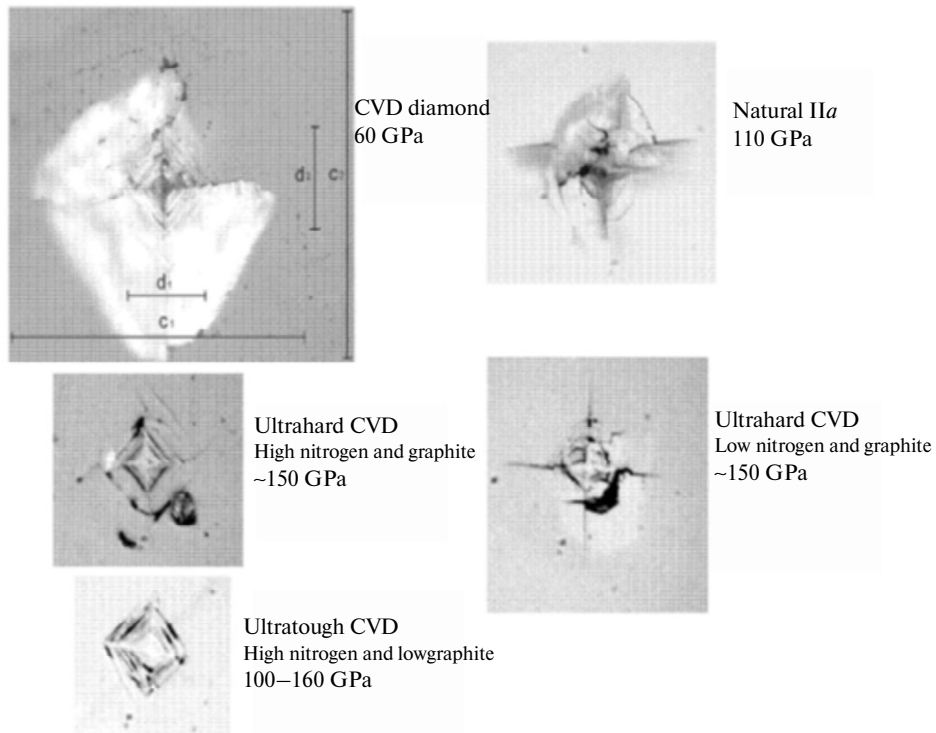 CVD diamond
60 GPa
d₂ c₂
d₁
c₁
Natural IIa
110 GPa
Ultrahard CVD
High nitrogen and graphite
~150 GPa
Ultrahard CVD
Low nitrogen and graphite
~150 GPa
Ultratough CVD
High nitrogen and lowgraphite
100–160 GPa